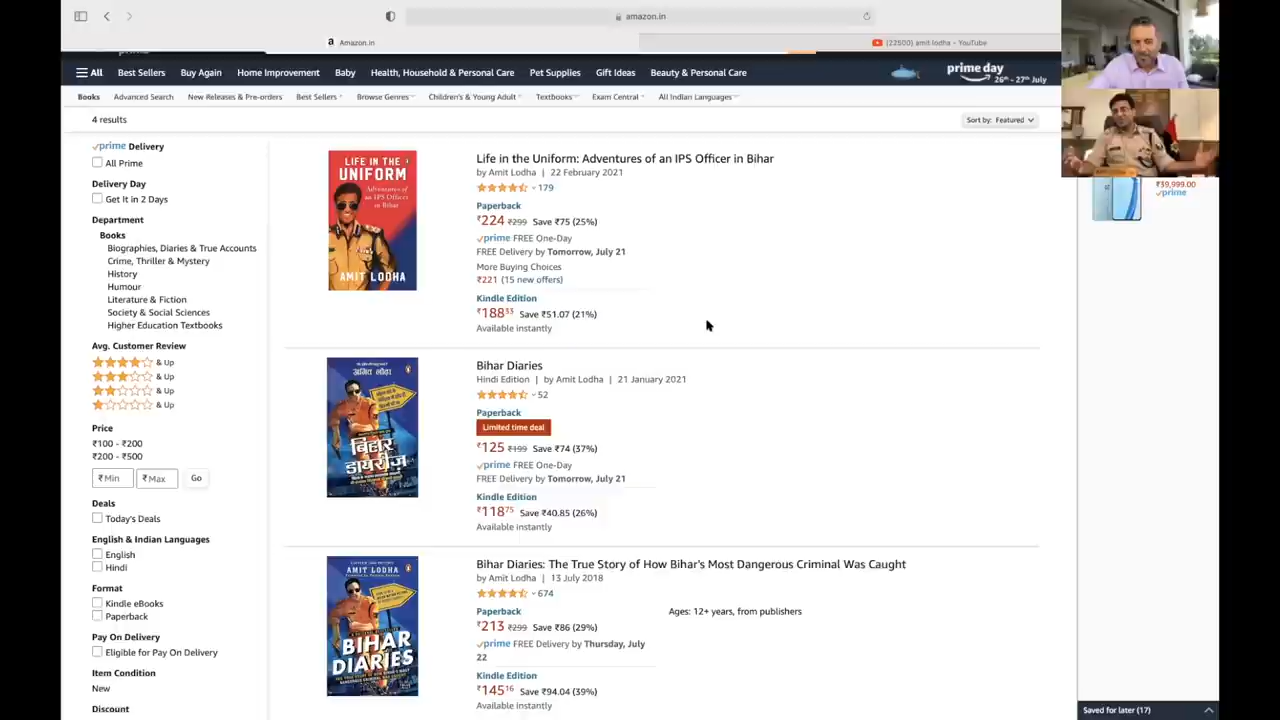 amazon.in
Amazon.in
(22500) amit lodha - YouTube
All
Best Sellers
Buy Again
Home Improvement
Baby
Health, Household & Personal Care
Pet Supplies
Gift Ideas
Beauty & Personal Care
prime day
26th - 27th July
Books
Advanced Search
New Releases & Pre-orders
Best Sellers
Browse Genres
Children's & Young Adult
Textbooks
Exam Central
All Indian Languages
4 results
Sort by: Featured
prime Delivery
All Prime
Delivery Day
Get It in 2 Days
Department
Books
Biographies, Diaries & True Accounts
Crime, Thriller & Mystery
History
Humour
Literature & Fiction
Society & Social Sciences
Higher Education Textbooks
Avg. Customer Review
& Up
& Up
& Up
& Up
Price
₹100 - ₹200
₹200 - ₹500
₹ Min
₹ Max
Go
Deals
Today's Deals
English & Indian Languages
English
Hindi
Format
Kindle eBooks
Paperback
Pay On Delivery
Eligible for Pay On Delivery
Item Condition
New
Discount
LIFE IN THE
UNIFORM
Adventures of
an IPS Officer
in Bihar
AMIT LODHA
Life in the Uniform: Adventures of an IPS Officer in Bihar
by Amit Lodha | 22 February 2021
179
Paperback
₹224 ₹299 Save ₹75 (25%)
prime FREE One-Day
FREE Delivery by Tomorrow, July 21
More Buying Choices
₹221 (15 new offers)
Kindle Edition
₹188.33 Save ₹51.07 (21%)
Available instantly
अमित लोढ़ा
बिहार
डायरीज़
Bihar Diaries
Hindi Edition | by Amit Lodha | 21 January 2021
52
Paperback
Limited time deal
₹125 ₹199 Save ₹74 (37%)
prime FREE One-Day
FREE Delivery by Tomorrow, July 21
Kindle Edition
₹118.75 Save ₹40.85 (26%)
Available instantly
AMIT LODHA
BIHAR
DIARIES
Bihar Diaries: The True Story of How Bihar's Most Dangerous Criminal Was Caught
by Amit Lodha | 13 July 2018
674
Paperback
₹213 ₹299 Save ₹86 (29%)
prime FREE Delivery by Thursday, July
22
Kindle Edition
₹145.16 Save ₹94.04 (39%)
Available instantly
Ages: 12+ years, from publishers
₹39,999.00
prime
Saved for later (17)